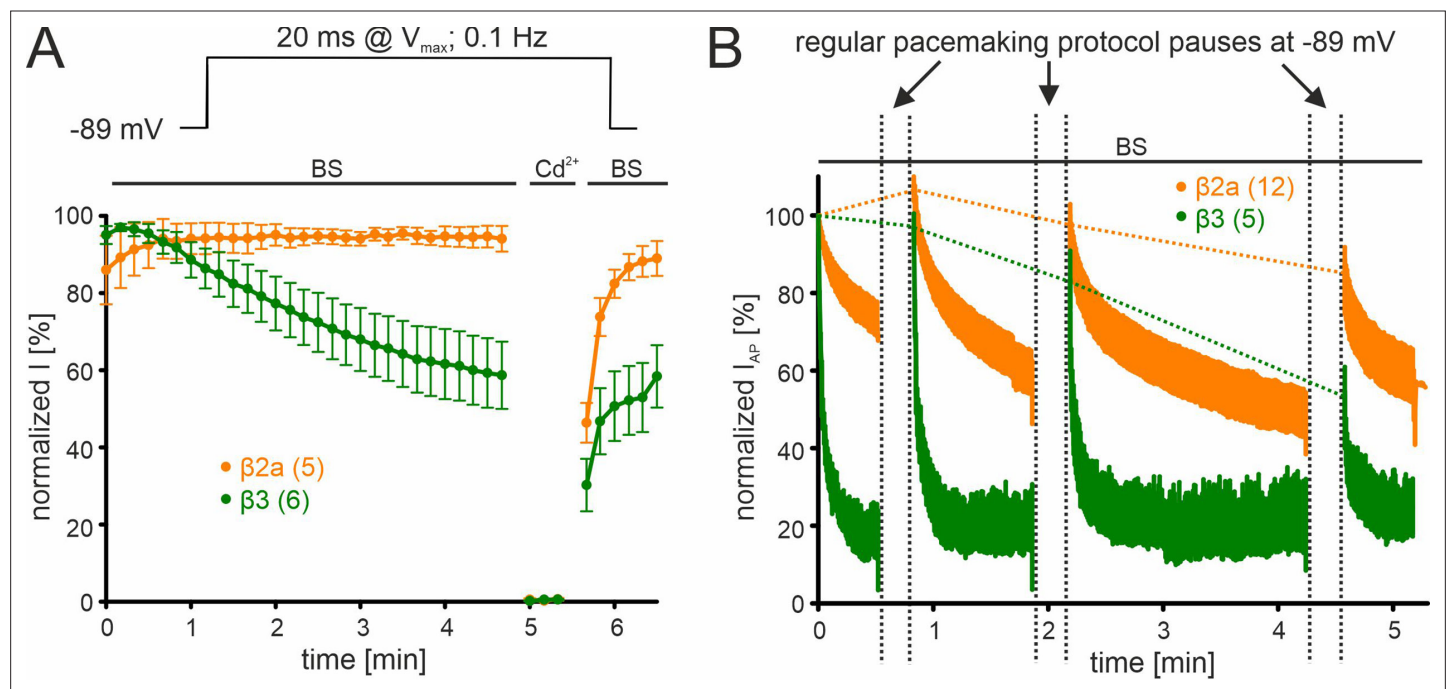 A
20 ms @ Vmax; 0.1 Hz
-89 mV
BS
Cd2+
BS
normalized I [%]
100
80
60
40
20
0
β2a (5)
β3 (6)
0
1
2
3
4
5
6
time [min]
B
regular pacemaking protocol pauses at -89 mV
BS
normalized IAP [%]
100
80
60
40
20
0
β2a (12)
β3 (5)
0
1
2
3
4
5
time [min]